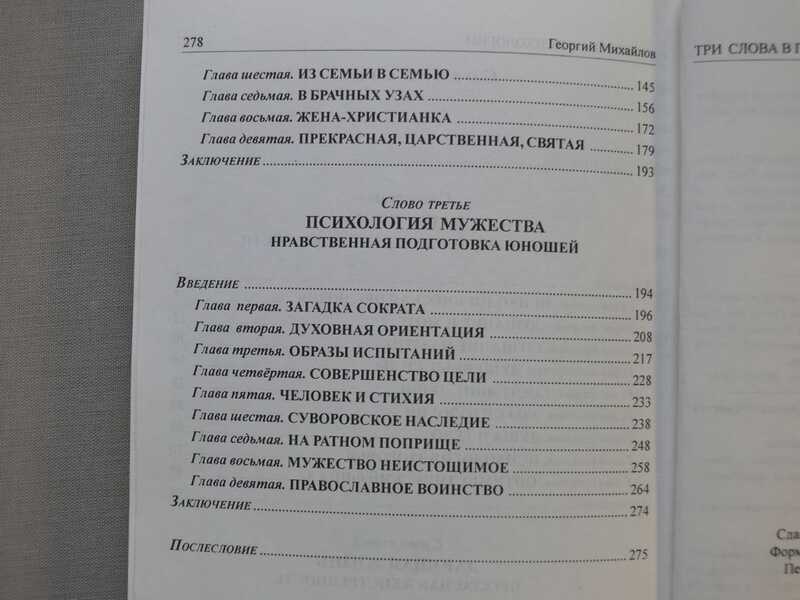 278 Георгий Михайлов
Глава шестая. ИЗ СЕМЬИ В СЕМЬЮ 145
Глава седьмая. В БРАЧНЫХ УЗАХ 156
Глава восьмая. ЖЕНА-ХРИСТИАНКА 172
Глава девятая. ПРЕКРАСНАЯ, ЦАРСТВЕННАЯ, СВЯТАЯ 179
ЗАКЛЮЧЕНИЕ 193
СЛОВО ТРЕТЬЕ
ПСИХОЛОГИЯ МУЖЕСТВА
НРАВСТВЕННАЯ ПОДГОТОВКА ЮНОШЕЙ
ВВЕДЕНИЕ 194
Глава первая. ЗАГАДКА СОКРАТА 196
Глава вторая. ДУХОВНАЯ ОРИЕНТАЦИЯ 208
Глава третья. ОБРАЗЫ ИСПЫТАНИЙ 217
Глава четвёртая. СОВЕРШЕНСТВО ЦЕЛИ 228
Глава пятая. ЧЕЛОВЕК И СТИХИЯ 233
Глава шестая. СУВОРОВСКОЕ НАСЛЕДИЕ 238
Глава седьмая. НА РАТНОМ ПОПРИЩЕ 248
Глава восьмая. МУЖЕСТВО НЕИСТОЩИМОЕ 258
Глава девятая. ПРАВОСЛАВНОЕ ВОИНСТВО 264
ЗАКЛЮЧЕНИЕ 274
ПОСЛЕСЛОВИЕ 275
ТРИ СЛОВА В